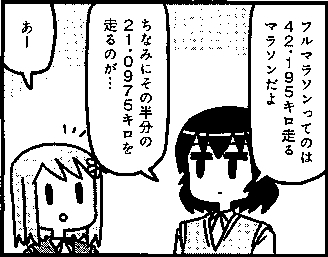 フルマラソンってのは
42.195キロ走る
マラソンだよ
ちなみにその半分の
21.0975キロを
走るのが…
あー